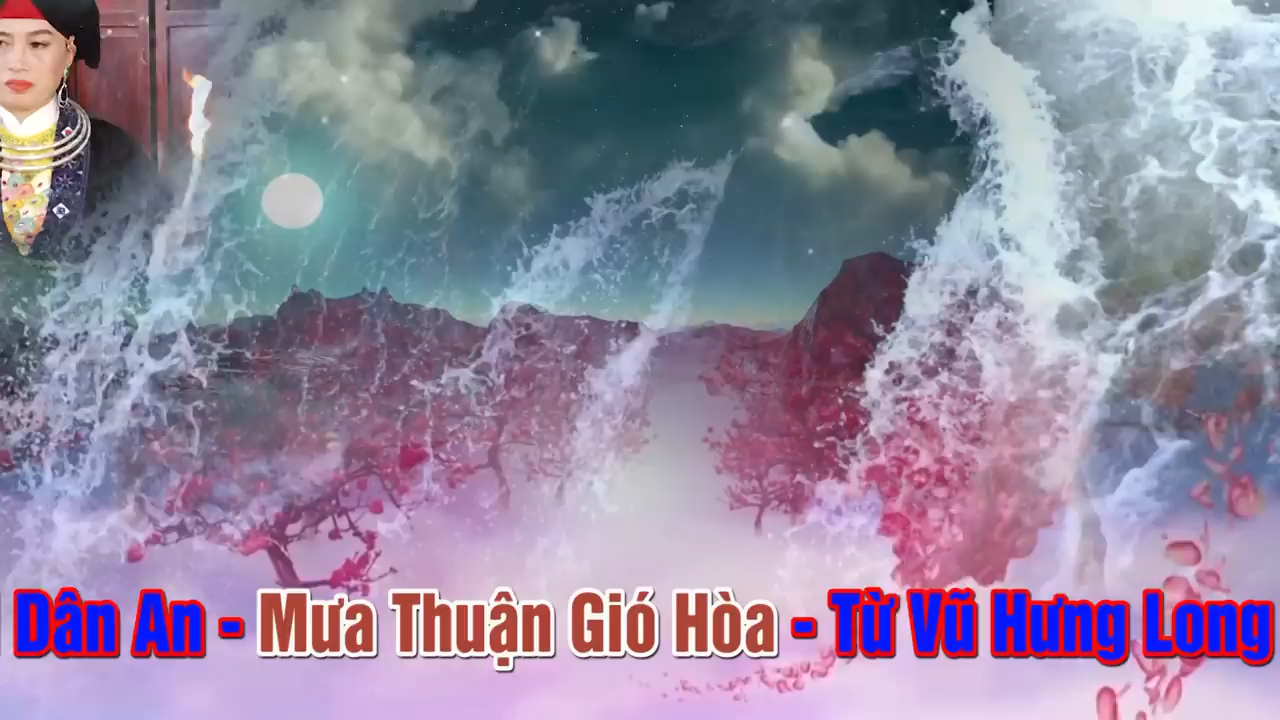 Dân An - Mưa Thuận Gió Hòa - Từ Vũ Hưng Long